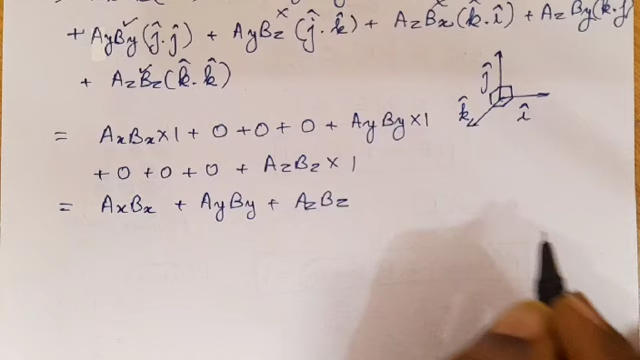 + AyBy(ĵ.ĵ) + AyBz(ĵ.k̂) + AzBx(k̂.î) + AzBy(k̂.ĵ)
+ AzBz(k̂.k̂)
= AxBx×1 + 0 + 0 + 0 + AyBy×1
+ 0 + 0 + 0 + AzBz×1
= AxBx + AyBy + AzBz
ĵ
k̂
î